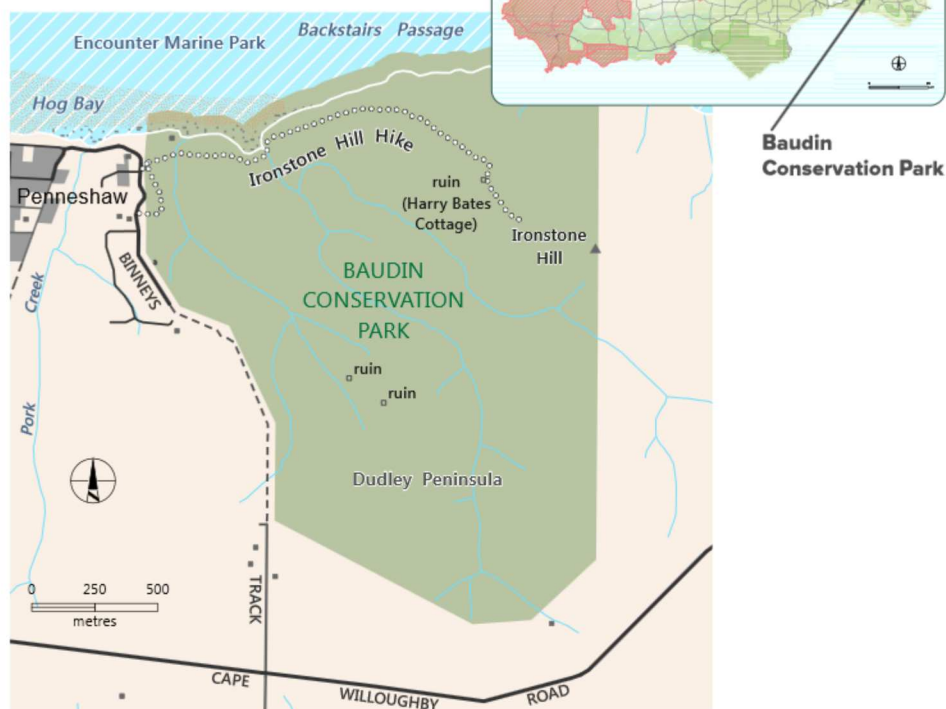 Encounter Marine Park
Backstairs Passage
Hog Bay
Baudin
Conservation Park
Penneshaw
Ironstone Hill Hike
ruin
(Harry Bates
Cottage)
Ironstone
Hill
BINNEYS
BAUDIN
CONSERVATION
PARK
Pork Creek
ruin
ruin
Dudley Peninsula
0 250 500
metres
TRACK
CAPE WILLOUGHBY ROAD